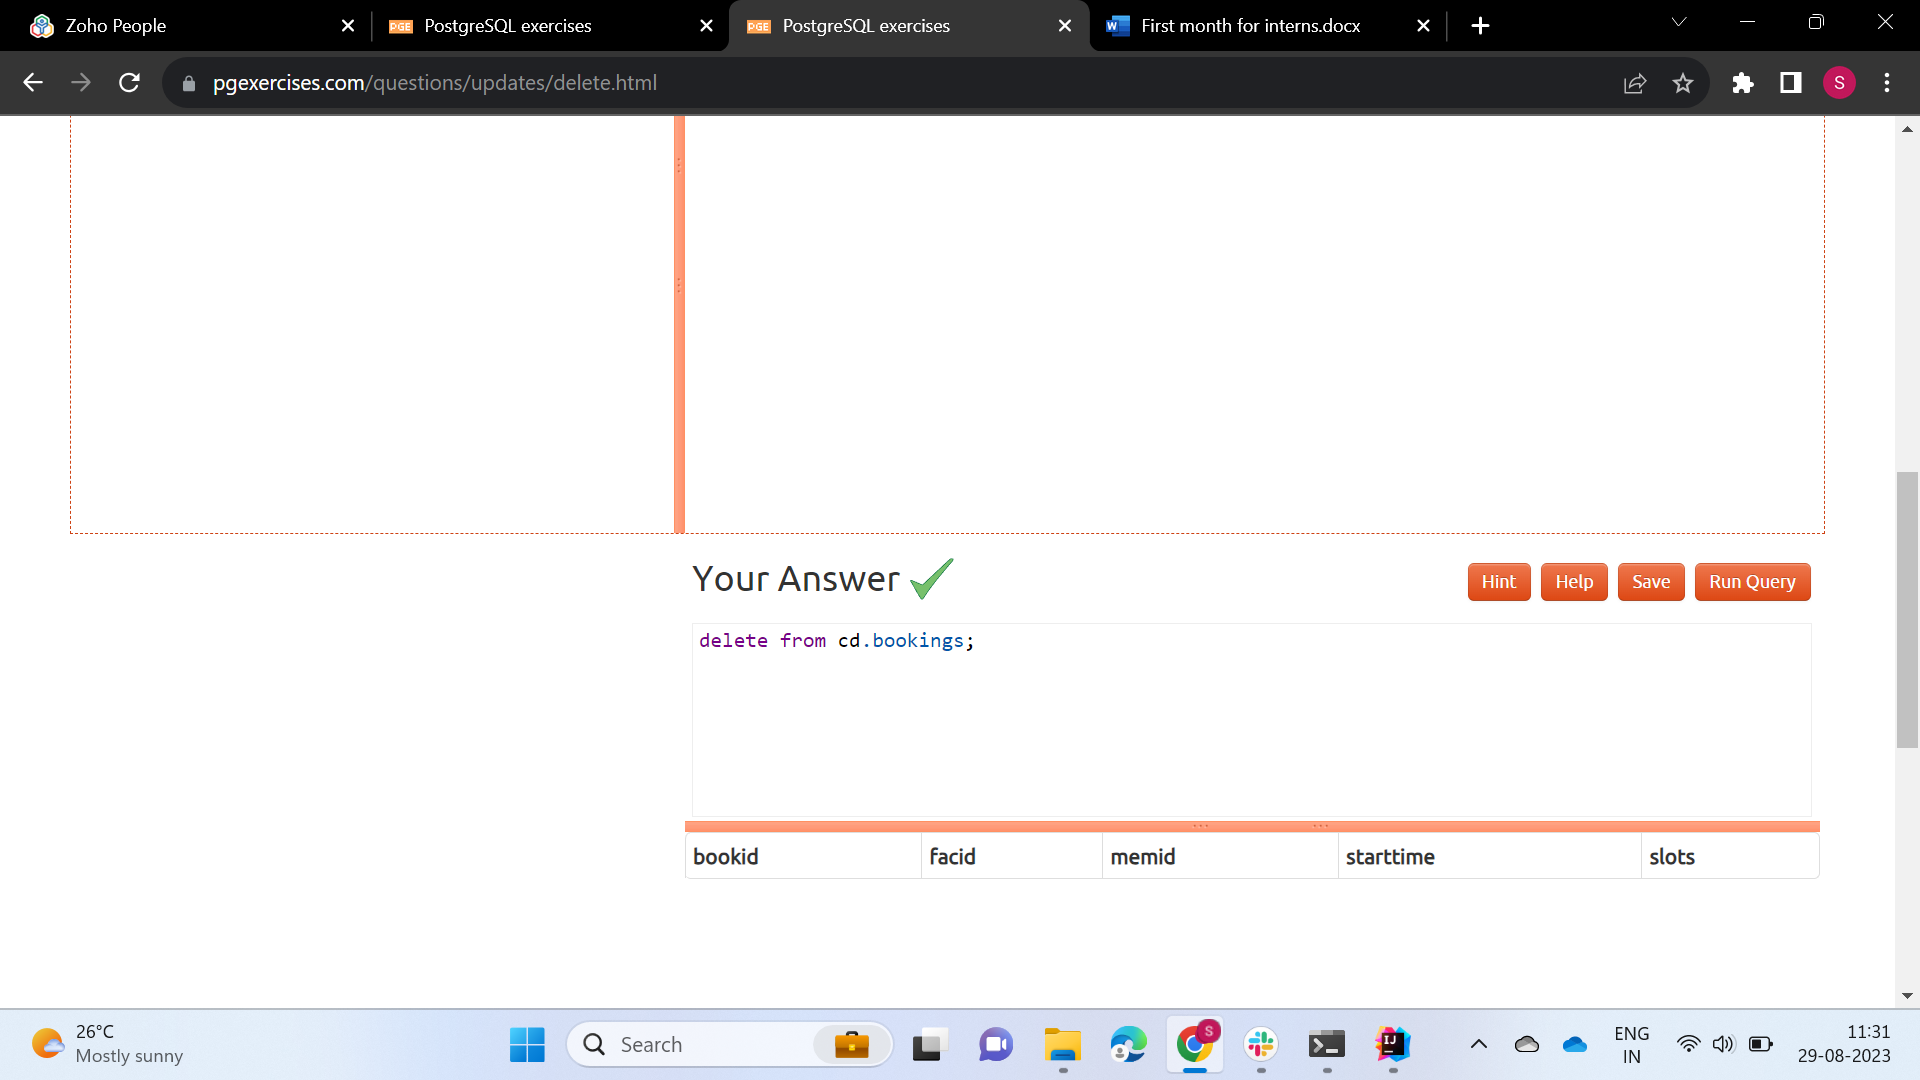 Zoho People
PGE PostgreSQL exercises
PGE PostgreSQL exercises
W First month for interns.docx
pgexercises.com/questions/updates/delete.html
S
Your Answer
Hint
Help
Save
Run Query
delete from cd.bookings;
bookid facid memid starttime slots
26°C
Mostly sunny
Search
S
IJ
ENG
IN
11:31
29-08-2023